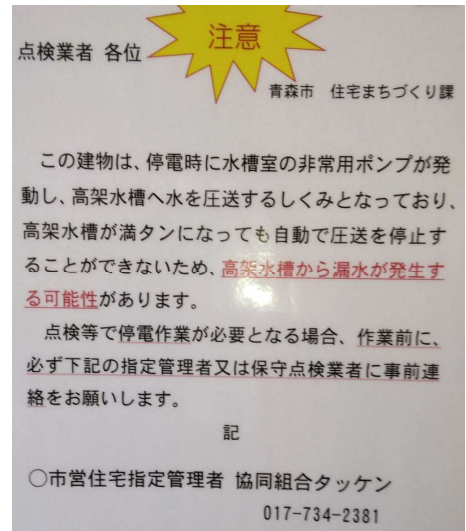 注意
点検業者 各位
青森市 住宅まちづくり課
この建物は、停電時に水槽室の非常用ポンプが発
動し、高架水槽へ水を圧送するしくみとなっており、
高架水槽が満タンになっても自動で圧送を停止す
ることができないため、高架水槽から漏水が発生す
る可能性があります。
点検等で停電作業が必要となる場合、作業前に、
必ず下記の指定管理者又は保守点検業者に事前連
絡をお願いします。
記
○市営住宅指定管理者 協同組合タッケン
017-734-2381